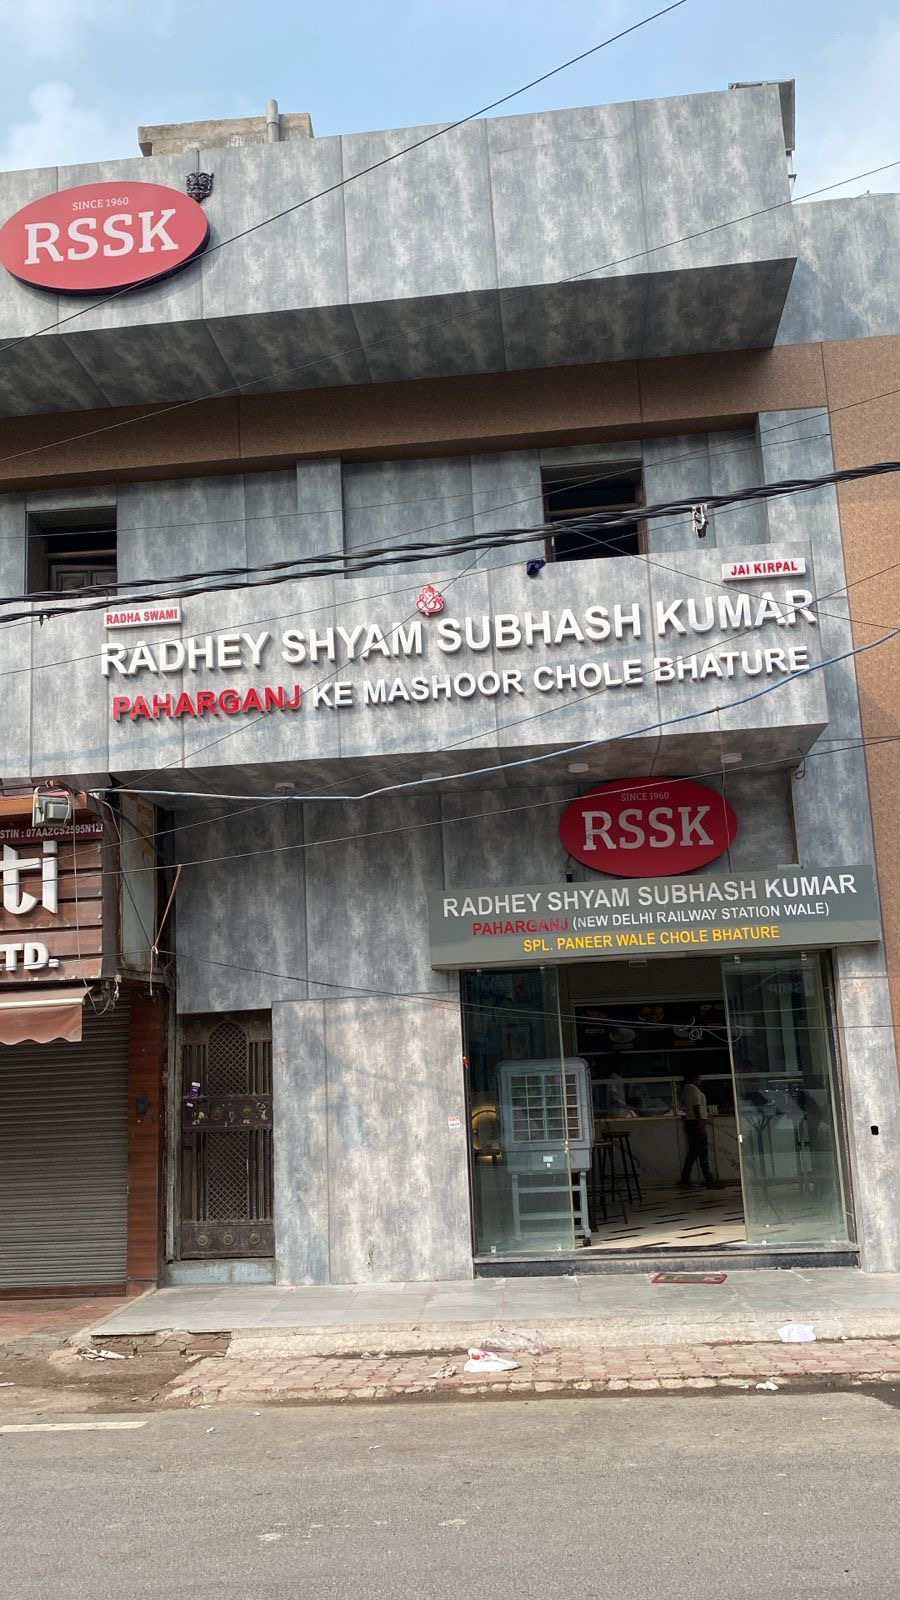 SINCE 1960
RSSK
RADHA SWAMI
JAI KIRPAL
RADHEY SHYAM SUBHASH KUMAR
PAHARGANJ KE MASHOOR CHOLE BHATURE
SINCE 1960
RSSK
RADHEY SHYAM SUBHASH KUMAR
PAHARGANJ (NEW DELHI RAILWAY STATION WALE)
SPL. PANEER WALE CHOLE BHATURE
ti
TD.